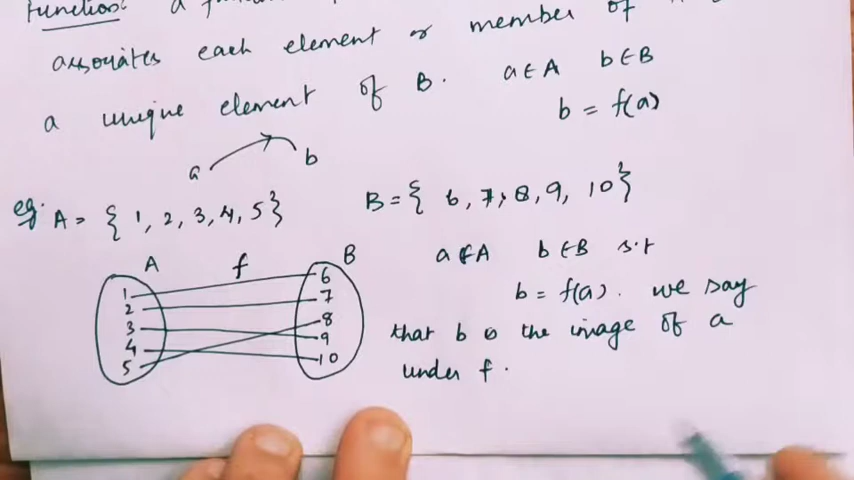 Function: a
associates each element or member of
a unique element of B. a ∈ A b ∈ B
b = f(a)
a b
eg. A = { 1, 2, 3, 4, 5 } B = { 6, 7, 8, 9, 10 }
A f B
a ∈ A b ∈ B s.t
b = f(a). we say
that b is the image of a
under f.
1 6
2 7
3 8
4 9
5 10